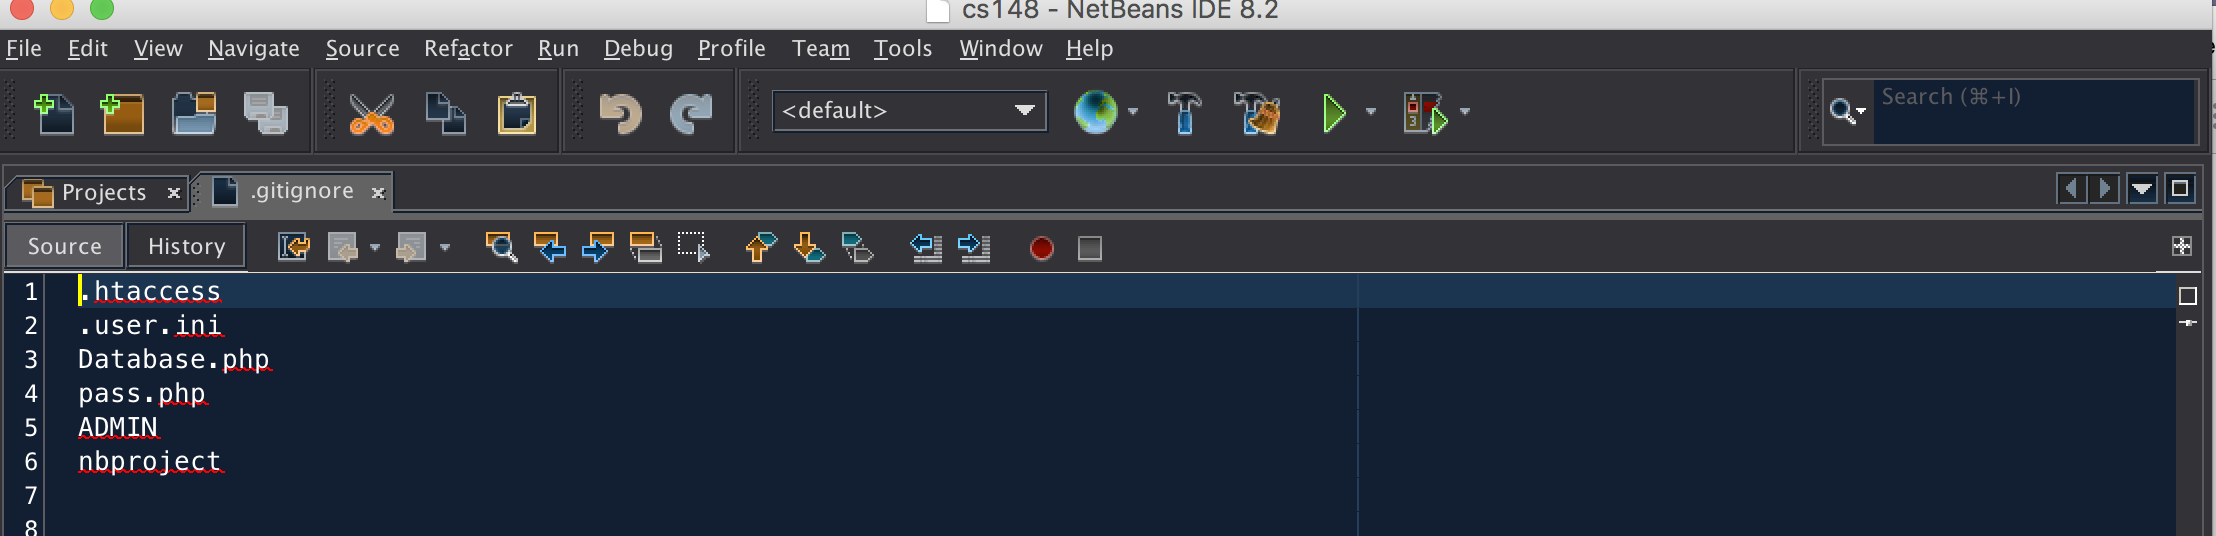 cs148 - NetBeans IDE 8.2
File Edit View Navigate Source Refactor Run Debug Profile Team Tools Window Help
<default>
Search (⌘+I)
Projects x .gitignore x
Source History
1 .htaccess
2 .user.ini
3 Database.php
4 pass.php
5 ADMIN
6 nbproject
7
8